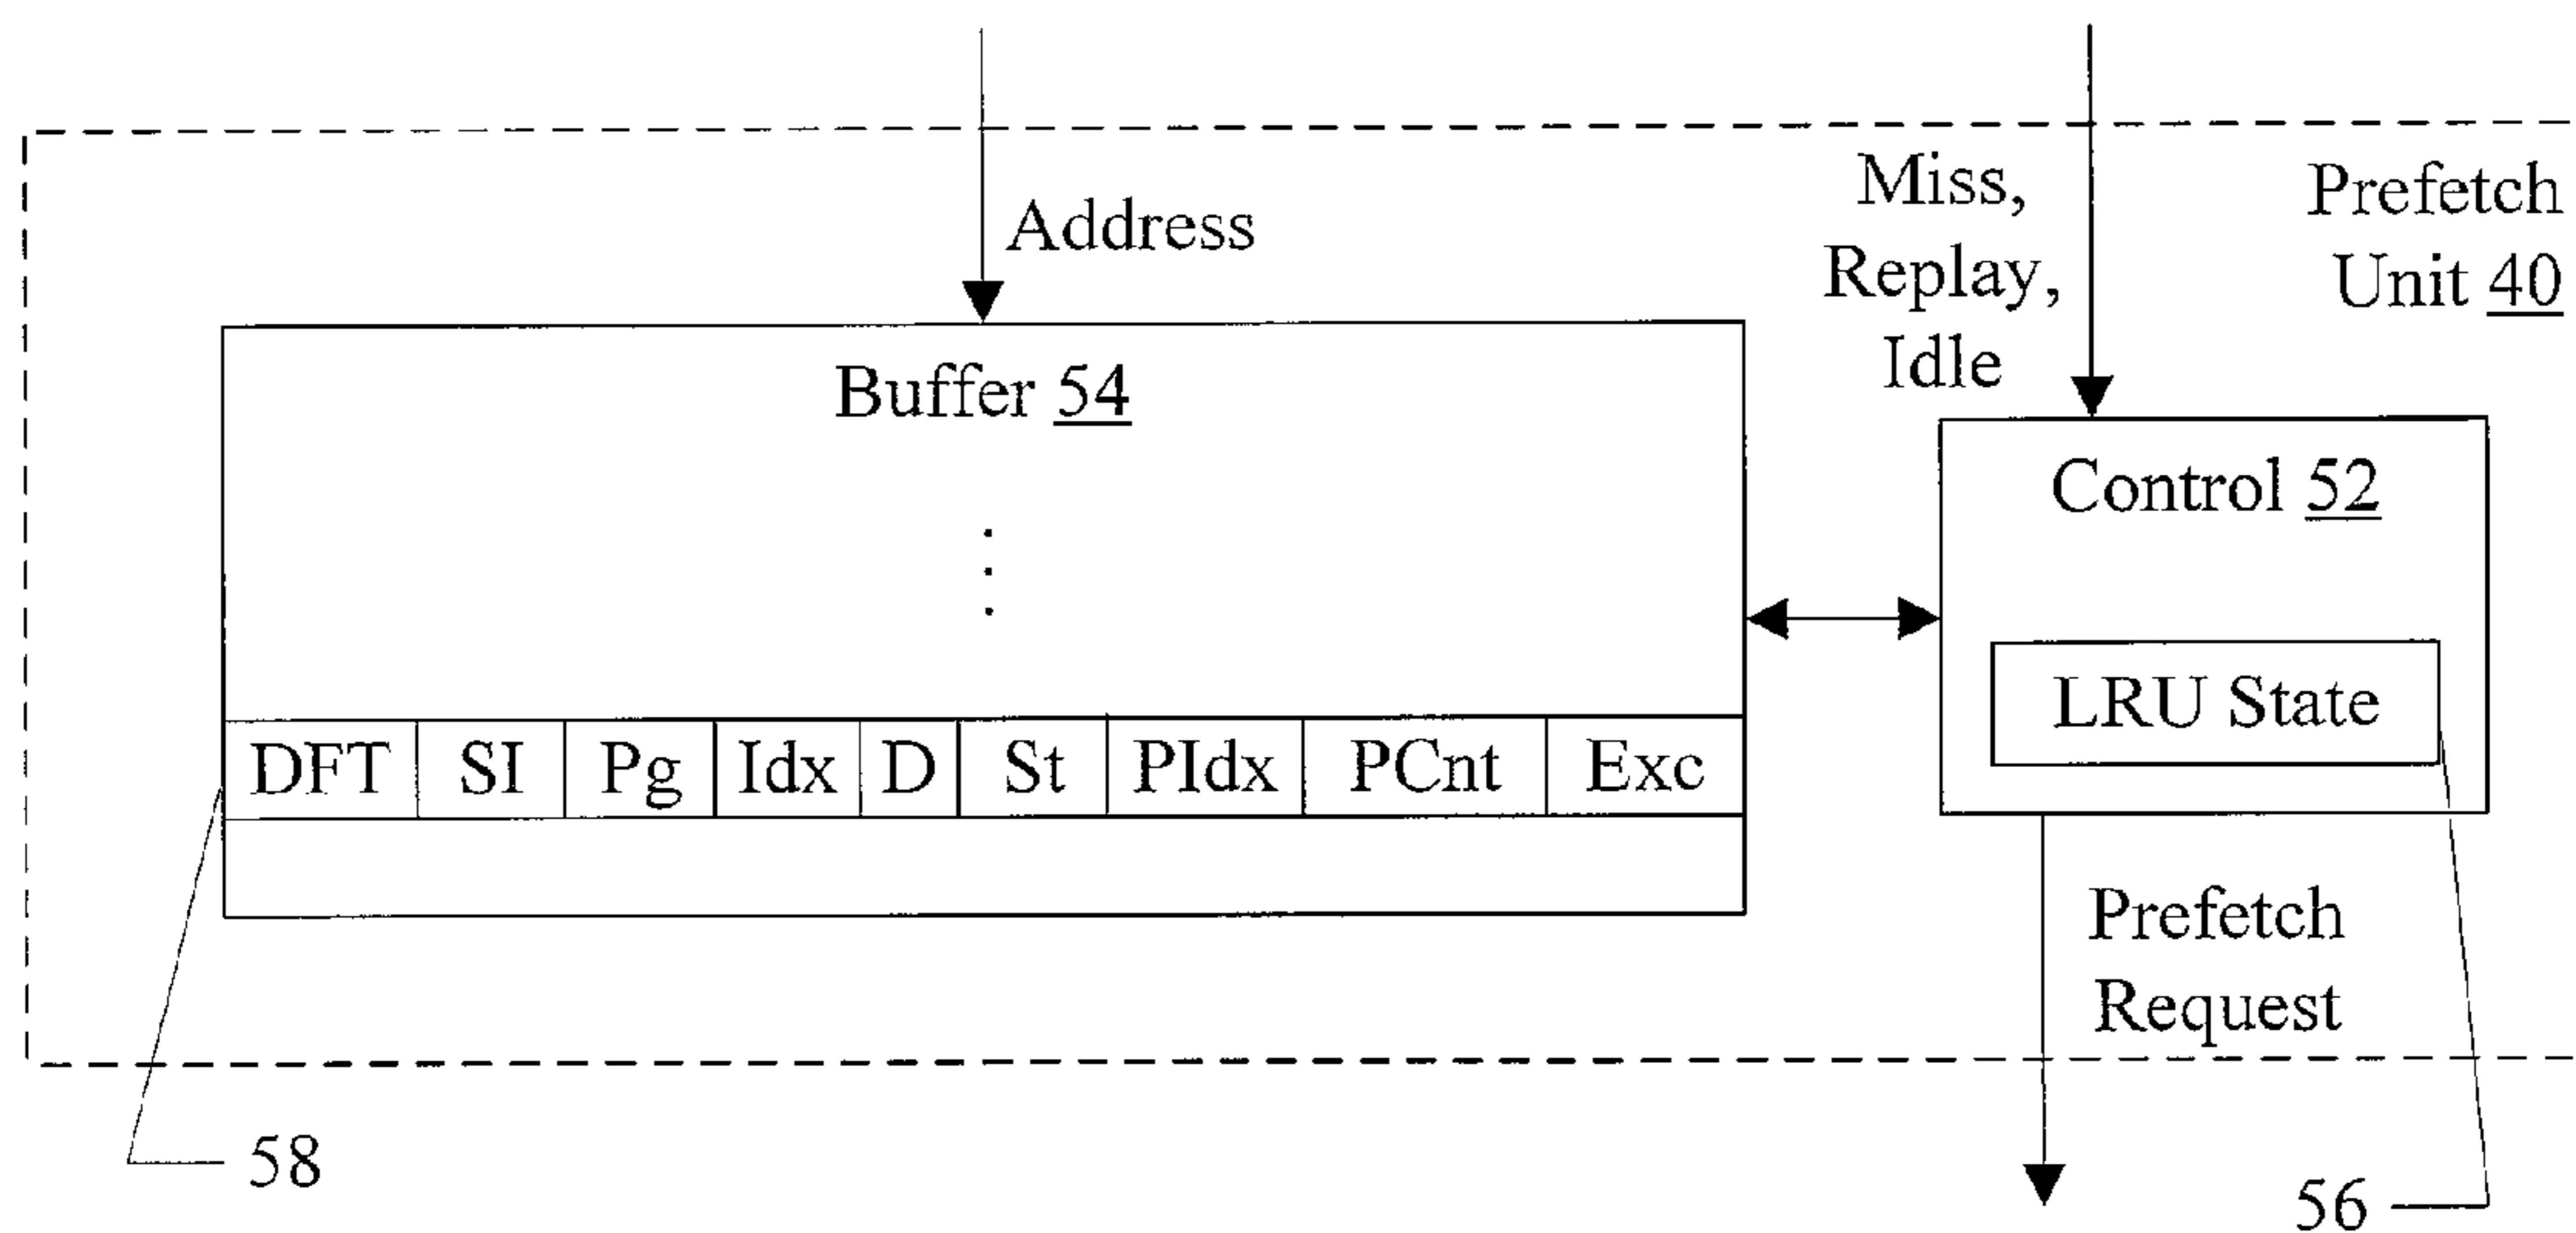 Address
Miss,
Replay,
Idle
Prefetch
Unit 40
Buffer 54
Control 52
LRU State
DFT SI Pg Idx D St PIdx PCnt Exc
Prefetch
Request
58
56